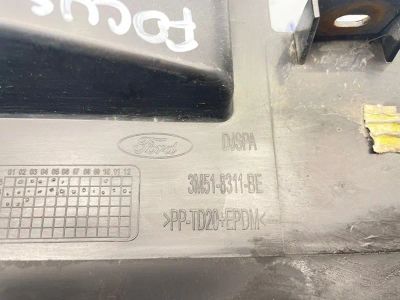 FOCUS
Ford DJSPA
01 02 03 04 05 06 07 08 09 10 11 12
3M51-8311-BE
>PP-TD20+EPDM<